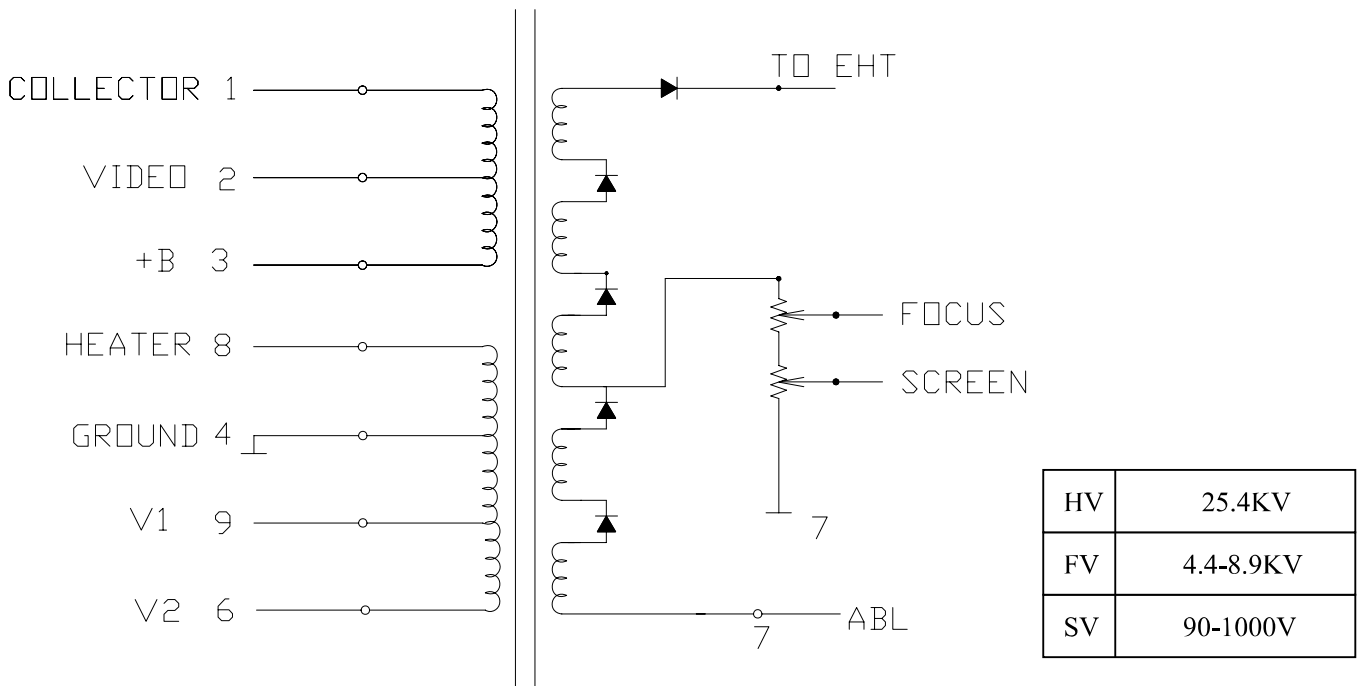 TO EHT
COLLECTOR 1
VIDEO 2
+B 3
HEATER 8
FOCUS
SCREEN
GROUND 4
V1 9
7
V2 6
7
ABL
HV 25.4KV
FV 4.4-8.9KV
SV 90-1000V